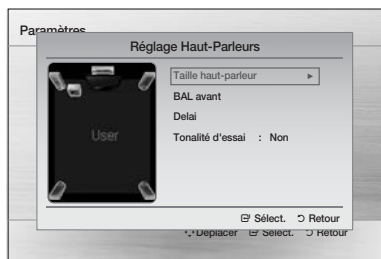 Paramètres
Réglage Haut-Parleurs
User
Taille haut-parleur ►
BAL avant
Delai
Tonalité d'essai : Non
Sélect. Retour
Déplacer Sélect. Retour